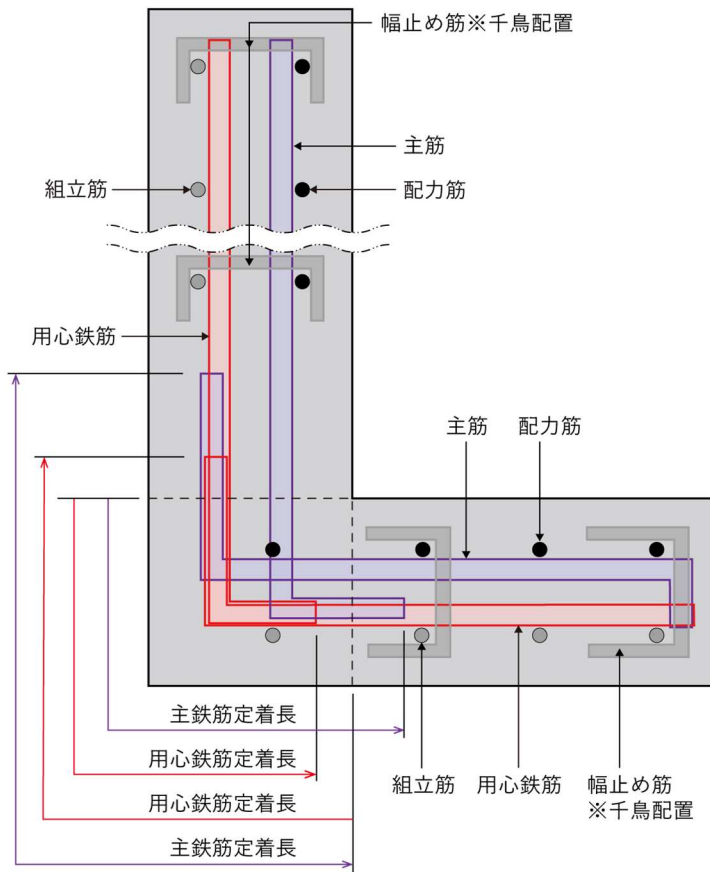 幅止め筋※千鳥配置
主筋
組立筋
配力筋
用心鉄筋
主筋
配力筋
主鉄筋定着長
用心鉄筋定着長
用心鉄筋定着長
主鉄筋定着長
組立筋
用心鉄筋
幅止め筋
※千鳥配置